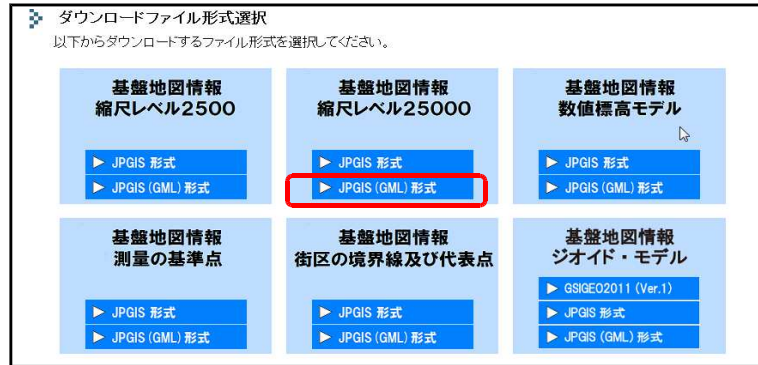 ダウンロードファイル形式選択
以下からダウンロードするファイル形式を選択してください。
基盤地図情報
縮尺レベル2500
▶ JPGIS 形式
▶ JPGIS (GML) 形式
基盤地図情報
縮尺レベル25000
▶ JPGIS 形式
▶ JPGIS (GML) 形式
基盤地図情報
数値標高モデル
▶ JPGIS 形式
▶ JPGIS (GML) 形式
基盤地図情報
測量の基準点
▶ JPGIS 形式
▶ JPGIS (GML) 形式
基盤地図情報
街区の境界線及び代表点
▶ JPGIS 形式
▶ JPGIS (GML) 形式
基盤地図情報
ジオイド・モデル
▶ GSIGEO2011 (Ver.1)
▶ JPGIS 形式
▶ JPGIS (GML) 形式